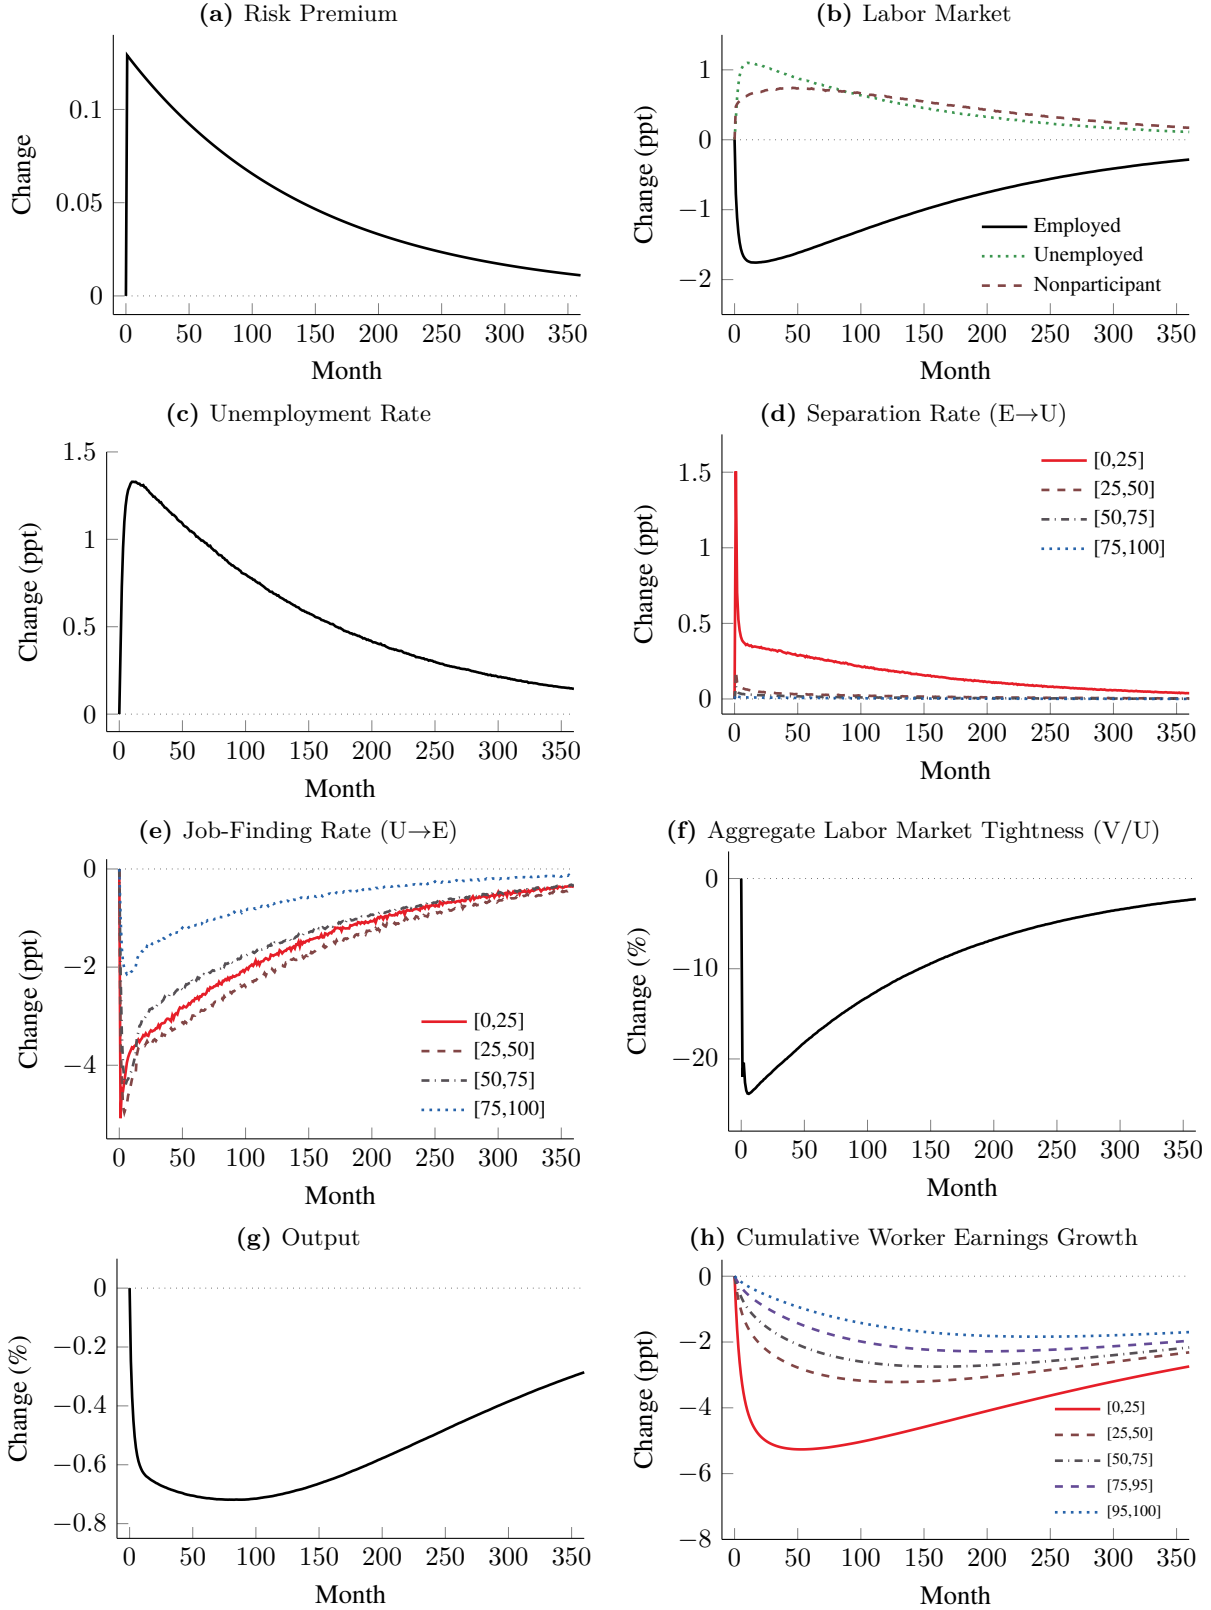 (a) Risk Premium
Change
0.1
0.05
0
0 50 100 150 200 250 300 350
Month
(b) Labor Market
Change (ppt)
1
0
−1
−2
Employed
Unemployed
Nonparticipant
0 50 100 150 200 250 300 350
Month
(c) Unemployment Rate
Change (ppt)
1.5
1
0.5
0
0 50 100 150 200 250 300 350
Month
(d) Separation Rate (E→U)
Change (ppt)
1.5
1
0.5
0
[0,25]
[25,50]
[50,75]
[75,100]
0 50 100 150 200 250 300 350
Month
(e) Job-Finding Rate (U→E)
Change (ppt)
0
−2
−4
[0,25]
[25,50]
[50,75]
[75,100]
0 50 100 150 200 250 300 350
Month
(f) Aggregate Labor Market Tightness (V/U)
Change (%)
0
−10
−20
0 50 100 150 200 250 300 350
Month
(g) Output
Change (%)
0
−0.2
−0.4
−0.6
−0.8
0 50 100 150 200 250 300 350
Month
(h) Cumulative Worker Earnings Growth
Change (ppt)
0
−2
−4
−6
−8
[0,25]
[25,50]
[50,75]
[75,95]
[95,100]
0 50 100 150 200 250 300 350
Month